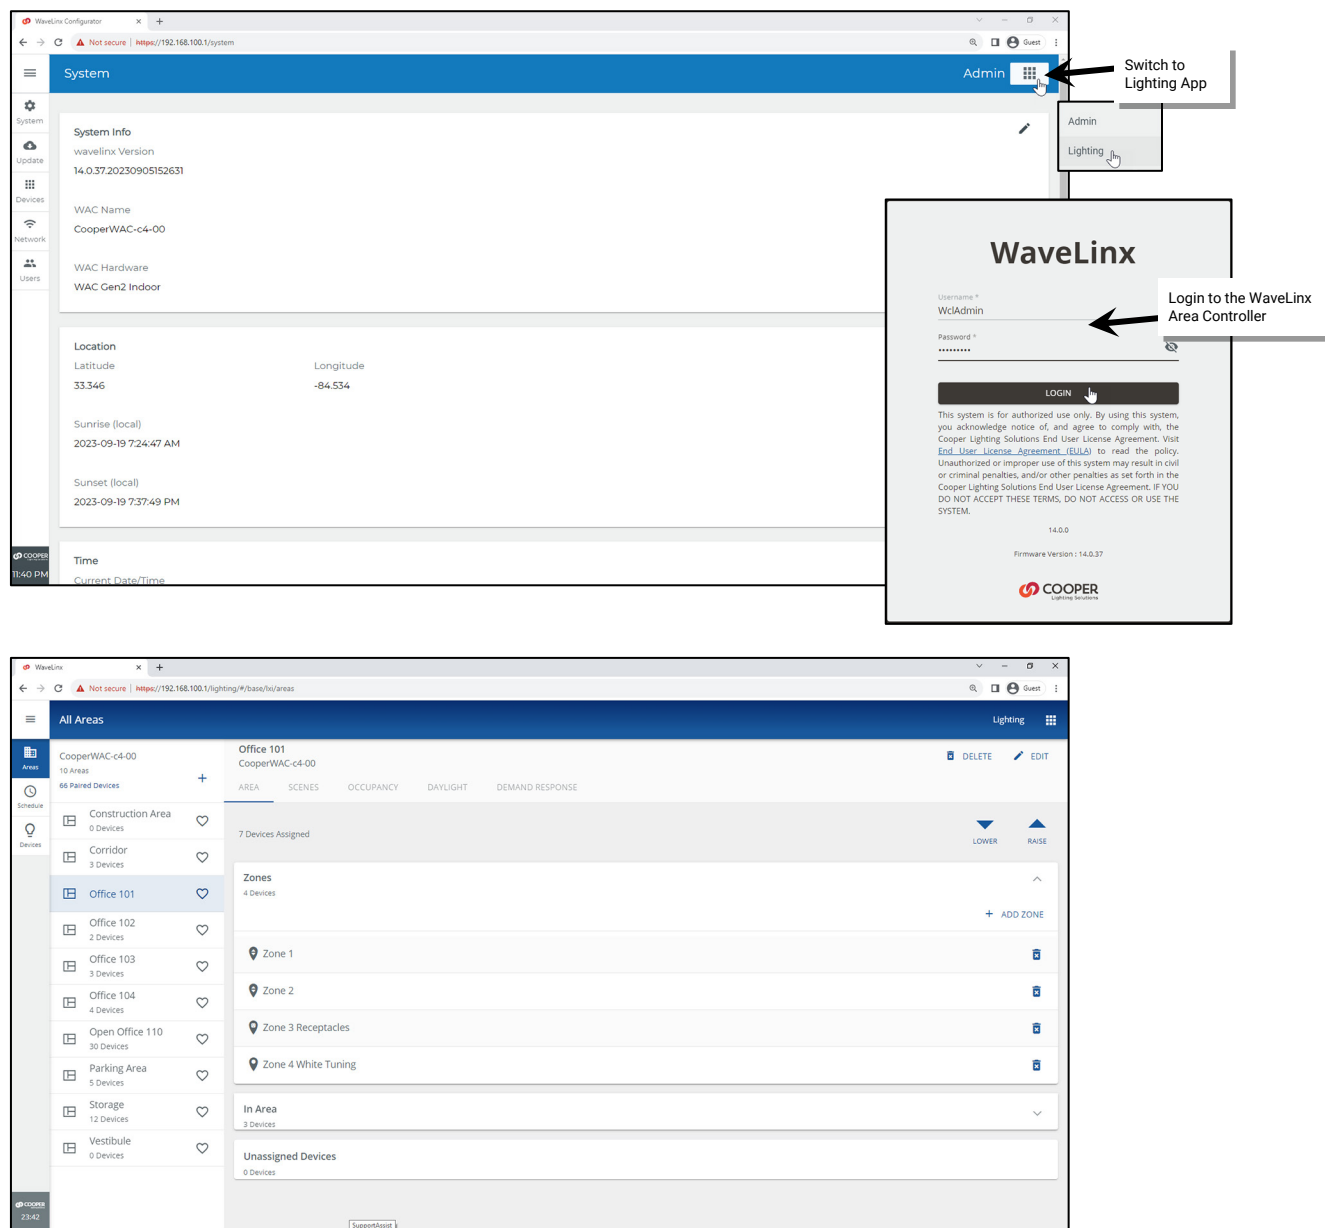 WaveLinx Configurator
Not secure | https://192.168.100.1/system
Guest
System
Admin
Switch to
Lighting App
Admin
Lighting
System
Update
Devices
Network
Users
System Info
wavelinx Version
14.0.37.20230905152631
WAC Name
CooperWAC-c4-00
WAC Hardware
WAC Gen2 Indoor
Location
Latitude
Longitude
33.346
-84.534
Sunrise (local)
2023-09-19 7:24:47 AM
Sunset (local)
2023-09-19 7:37:49 PM
Time
Current Date/Time
COOPER
11:40 PM
WaveLinx
Username *
WclAdmin
Password *
•••••••••
LOGIN
Login to the WaveLinx
Area Controller
This system is for authorized use only. By using this system,
you acknowledge notice of, and agree to comply with, the
Cooper Lighting Solutions End User License Agreement. Visit
End User License Agreement (EULA) to read the policy.
Unauthorized or improper use of this system may result in civil
or criminal penalties, and/or other penalties as set forth in the
Cooper Lighting Solutions End User License Agreement. IF YOU
DO NOT ACCEPT THESE TERMS, DO NOT ACCESS OR USE THE
SYSTEM.
14.0.0
Firmware Version : 14.0.37
COOPER
Lighting Solutions
WaveLinx
Not secure | https://192.168.100.1/lighting/#/base/lxi/areas
Guest
All Areas
Lighting
Areas
Schedule
Devices
CooperWAC-c4-00
10 Areas
66 Paired Devices
Construction Area
0 Devices
Corridor
3 Devices
Office 101
Office 102
2 Devices
Office 103
3 Devices
Office 104
4 Devices
Open Office 110
30 Devices
Parking Area
5 Devices
Storage
12 Devices
Vestibule
0 Devices
Office 101
CooperWAC-c4-00
DELETE
EDIT
AREA
SCENES
OCCUPANCY
DAYLIGHT
DEMAND RESPONSE
7 Devices Assigned
LOWER
RAISE
Zones
4 Devices
+ ADD ZONE
Zone 1
Zone 2
Zone 3 Receptacles
Zone 4 White Tuning
In Area
3 Devices
Unassigned Devices
0 Devices
COOPER
23:42
SupportAssist